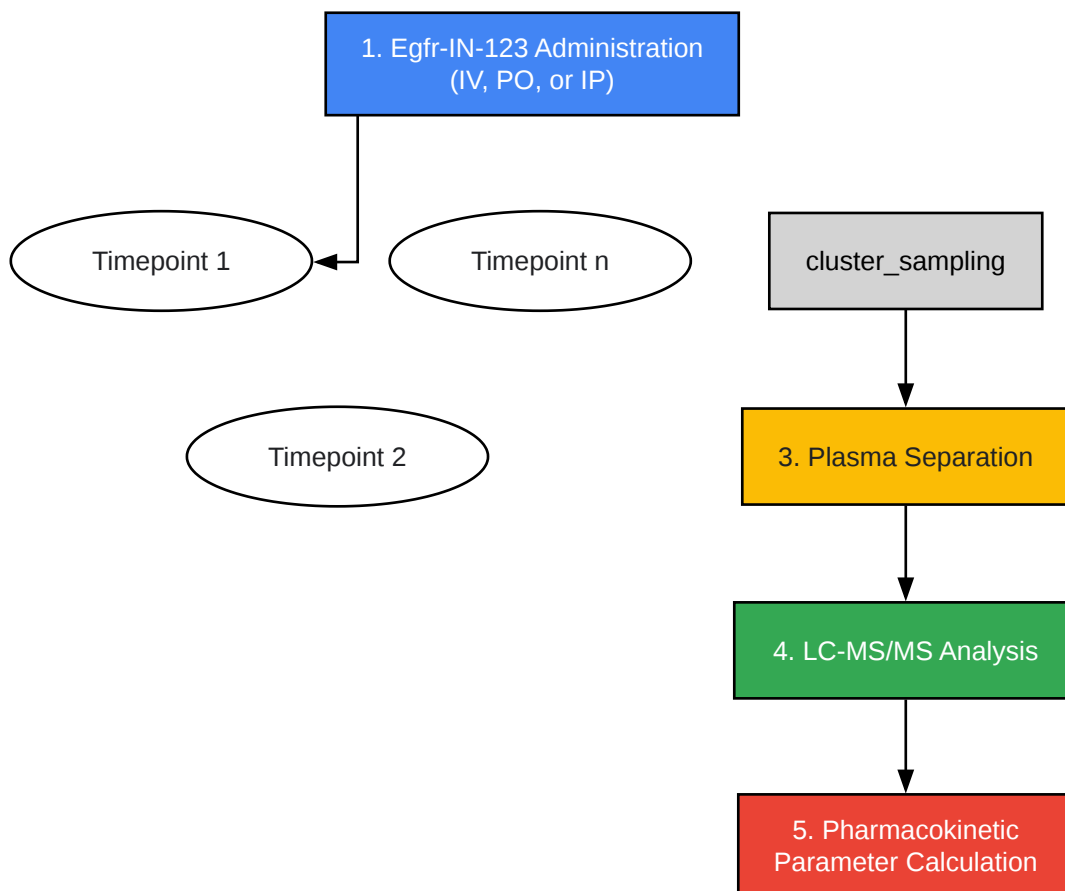 1. Egfr-IN-123 Administration
(IV, PO, or IP)
Timepoint 1
Timepoint n
cluster_sampling
Timepoint 2
3. Plasma Separation
4. LC-MS/MS Analysis
5. Pharmacokinetic
Parameter Calculation